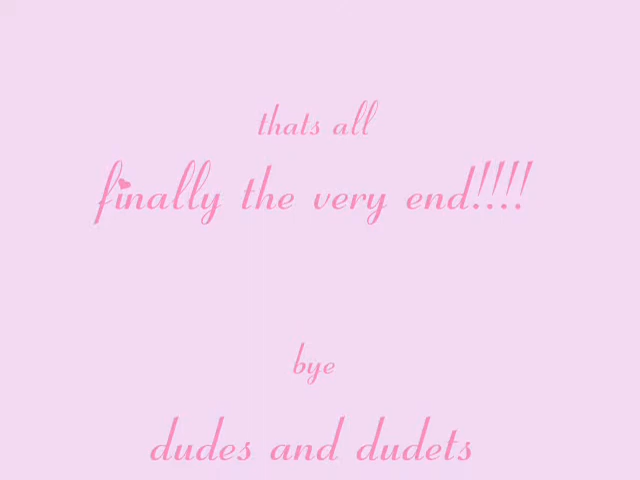 thats all
finally the very end!!!!
bye
dudes and dudets